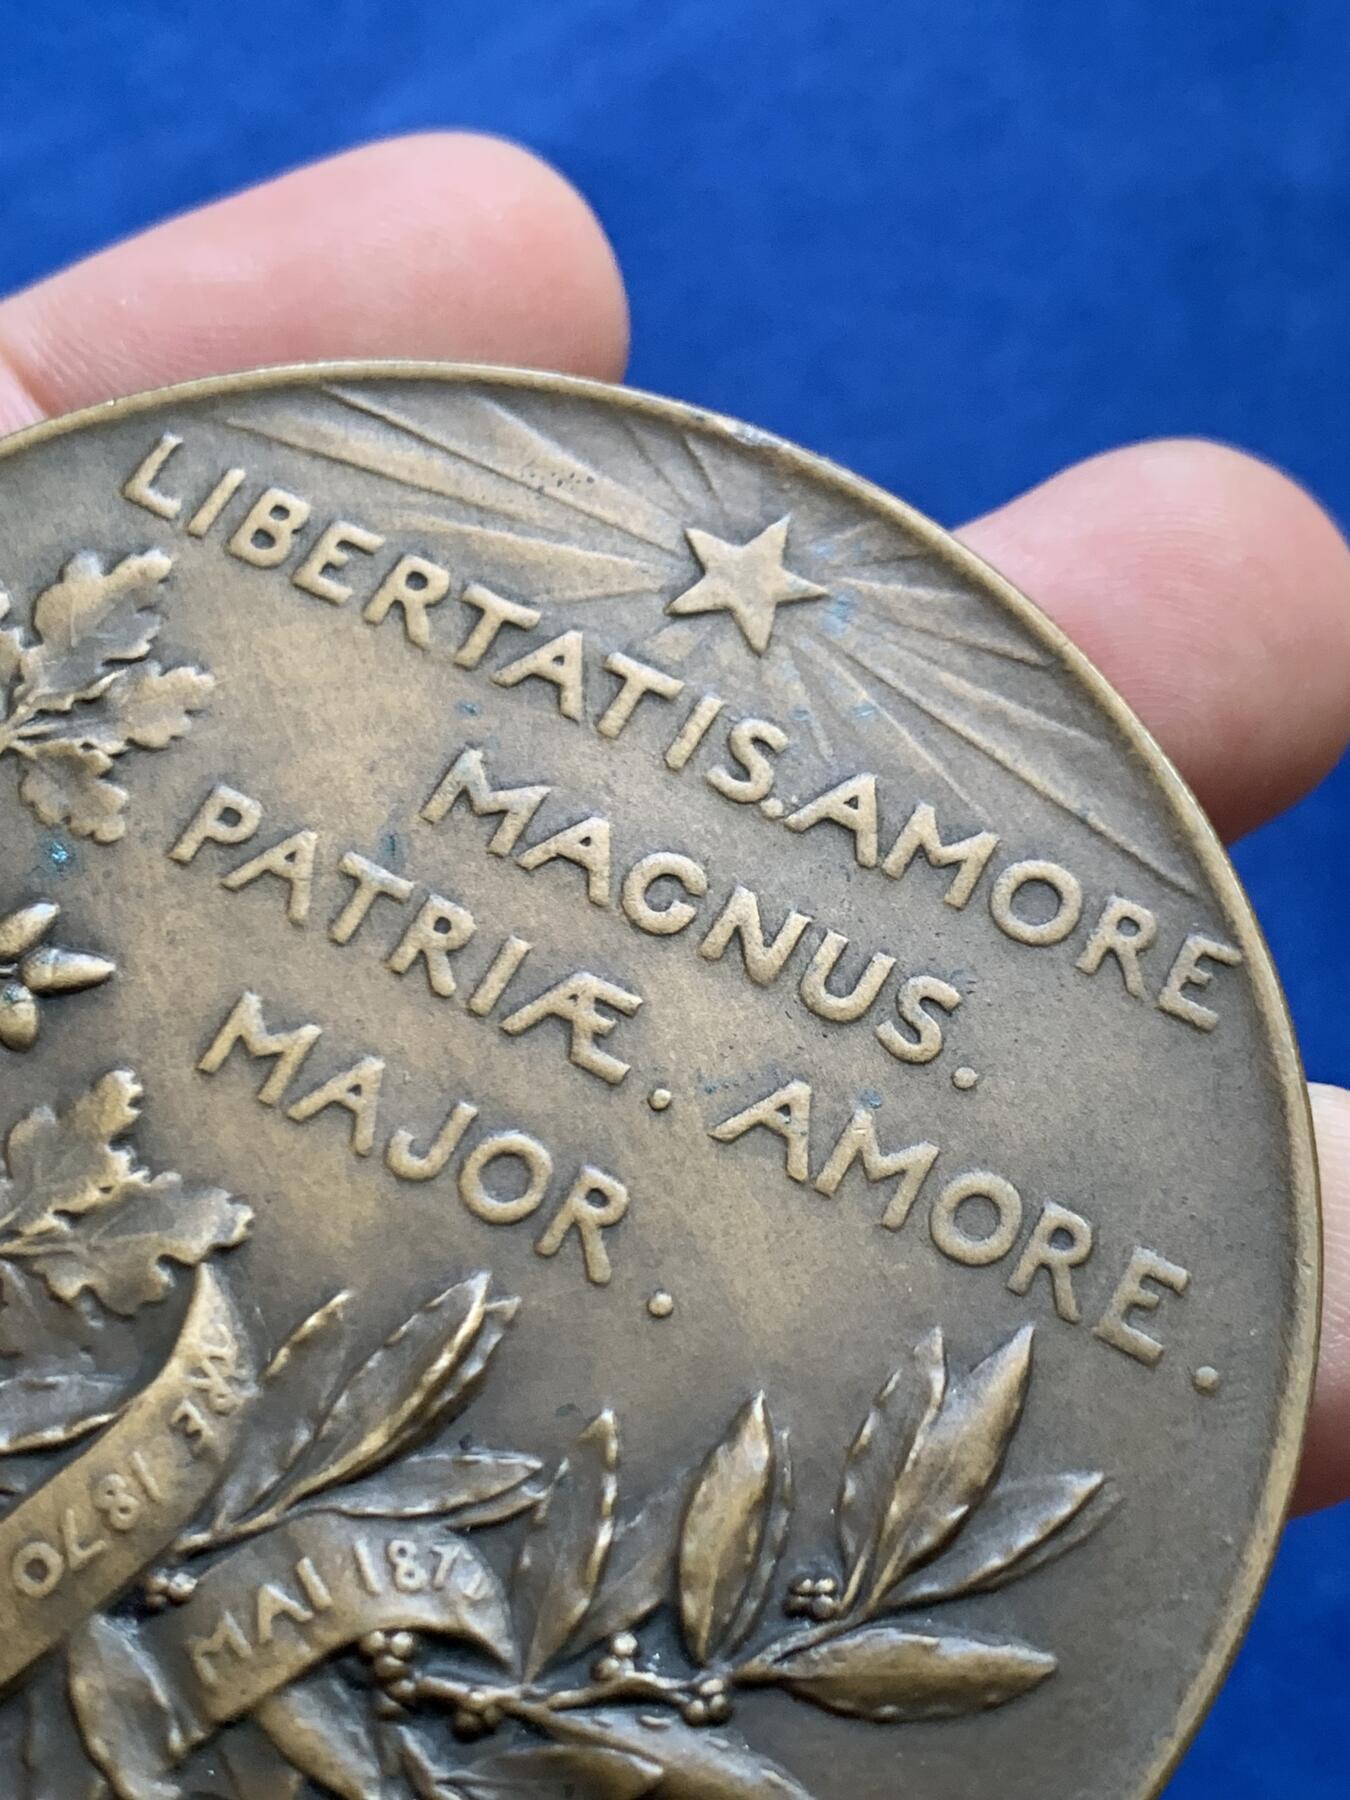 LIBERTATIS. AMORE
MAGNUS.
PATRIÆ. AMORE.
MAJOR.
RE 1870
MAI 187